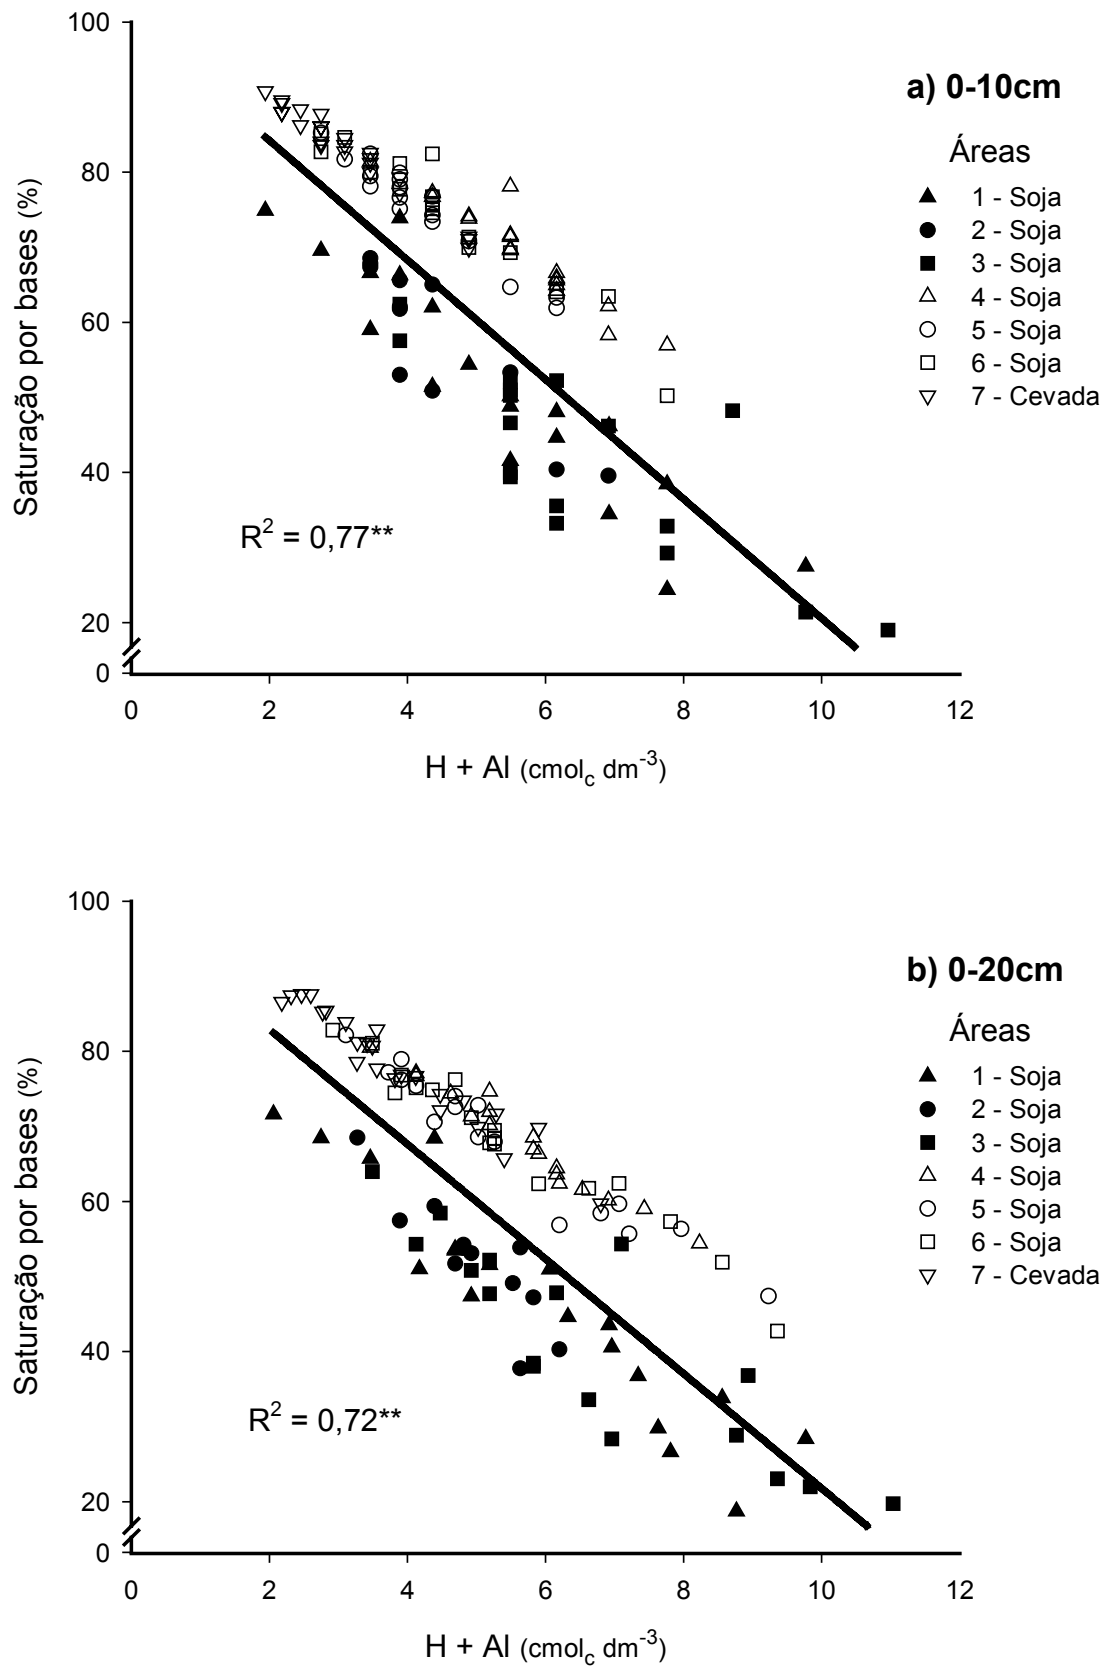 100
80
60
40
20
0
Saturação por bases (%)
a) 0-10cm
Áreas
1 - Soja
2 - Soja
3 - Soja
4 - Soja
5 - Soja
6 - Soja
7 - Cevada
R² = 0,77**
0 2 4 6 8 10 12
H + Al (cmol_c dm⁻³)
100
80
60
40
20
0
Saturação por bases (%)
b) 0-20cm
Áreas
1 - Soja
2 - Soja
3 - Soja
4 - Soja
5 - Soja
6 - Soja
7 - Cevada
R² = 0,72**
0 2 4 6 8 10 12
H + Al (cmol_c dm⁻³)